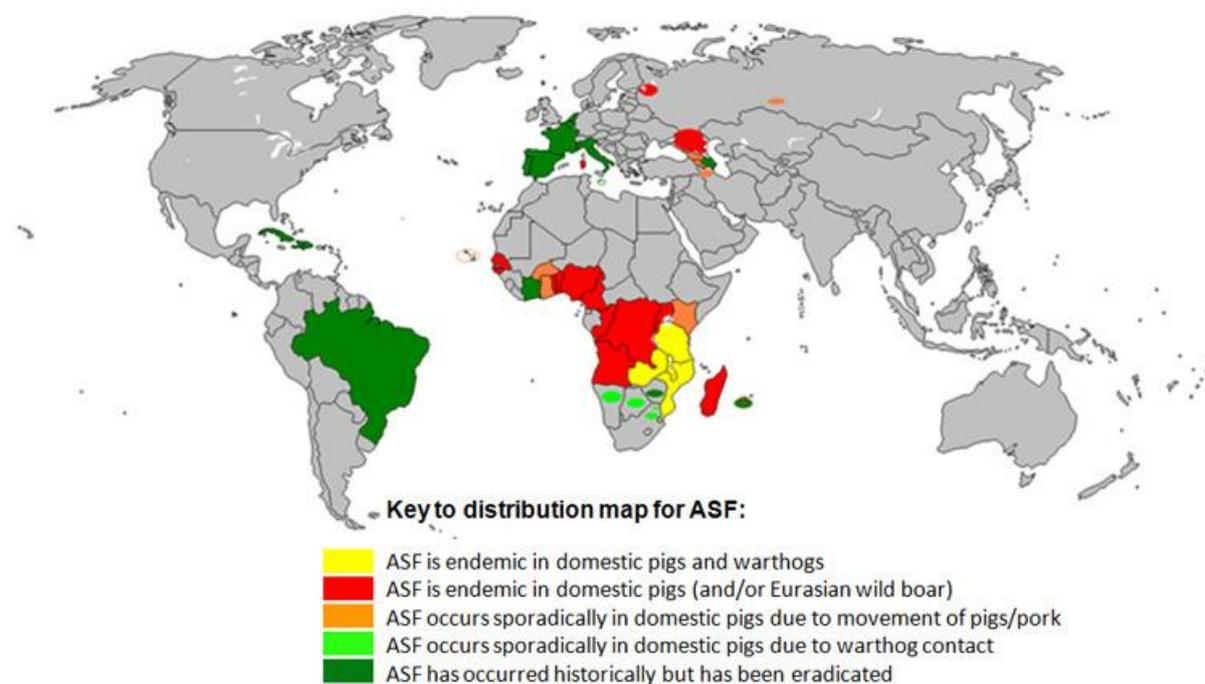 Key to distribution map for ASF:
ASF is endemic in domestic pigs and warthogs
ASF is endemic in domestic pigs (and/or Eurasian wild boar)
ASF occurs sporadically in domestic pigs due to movement of pigs/pork
ASF occurs sporadically in domestic pigs due to warthog contact
ASF has occurred historically but has been eradicated